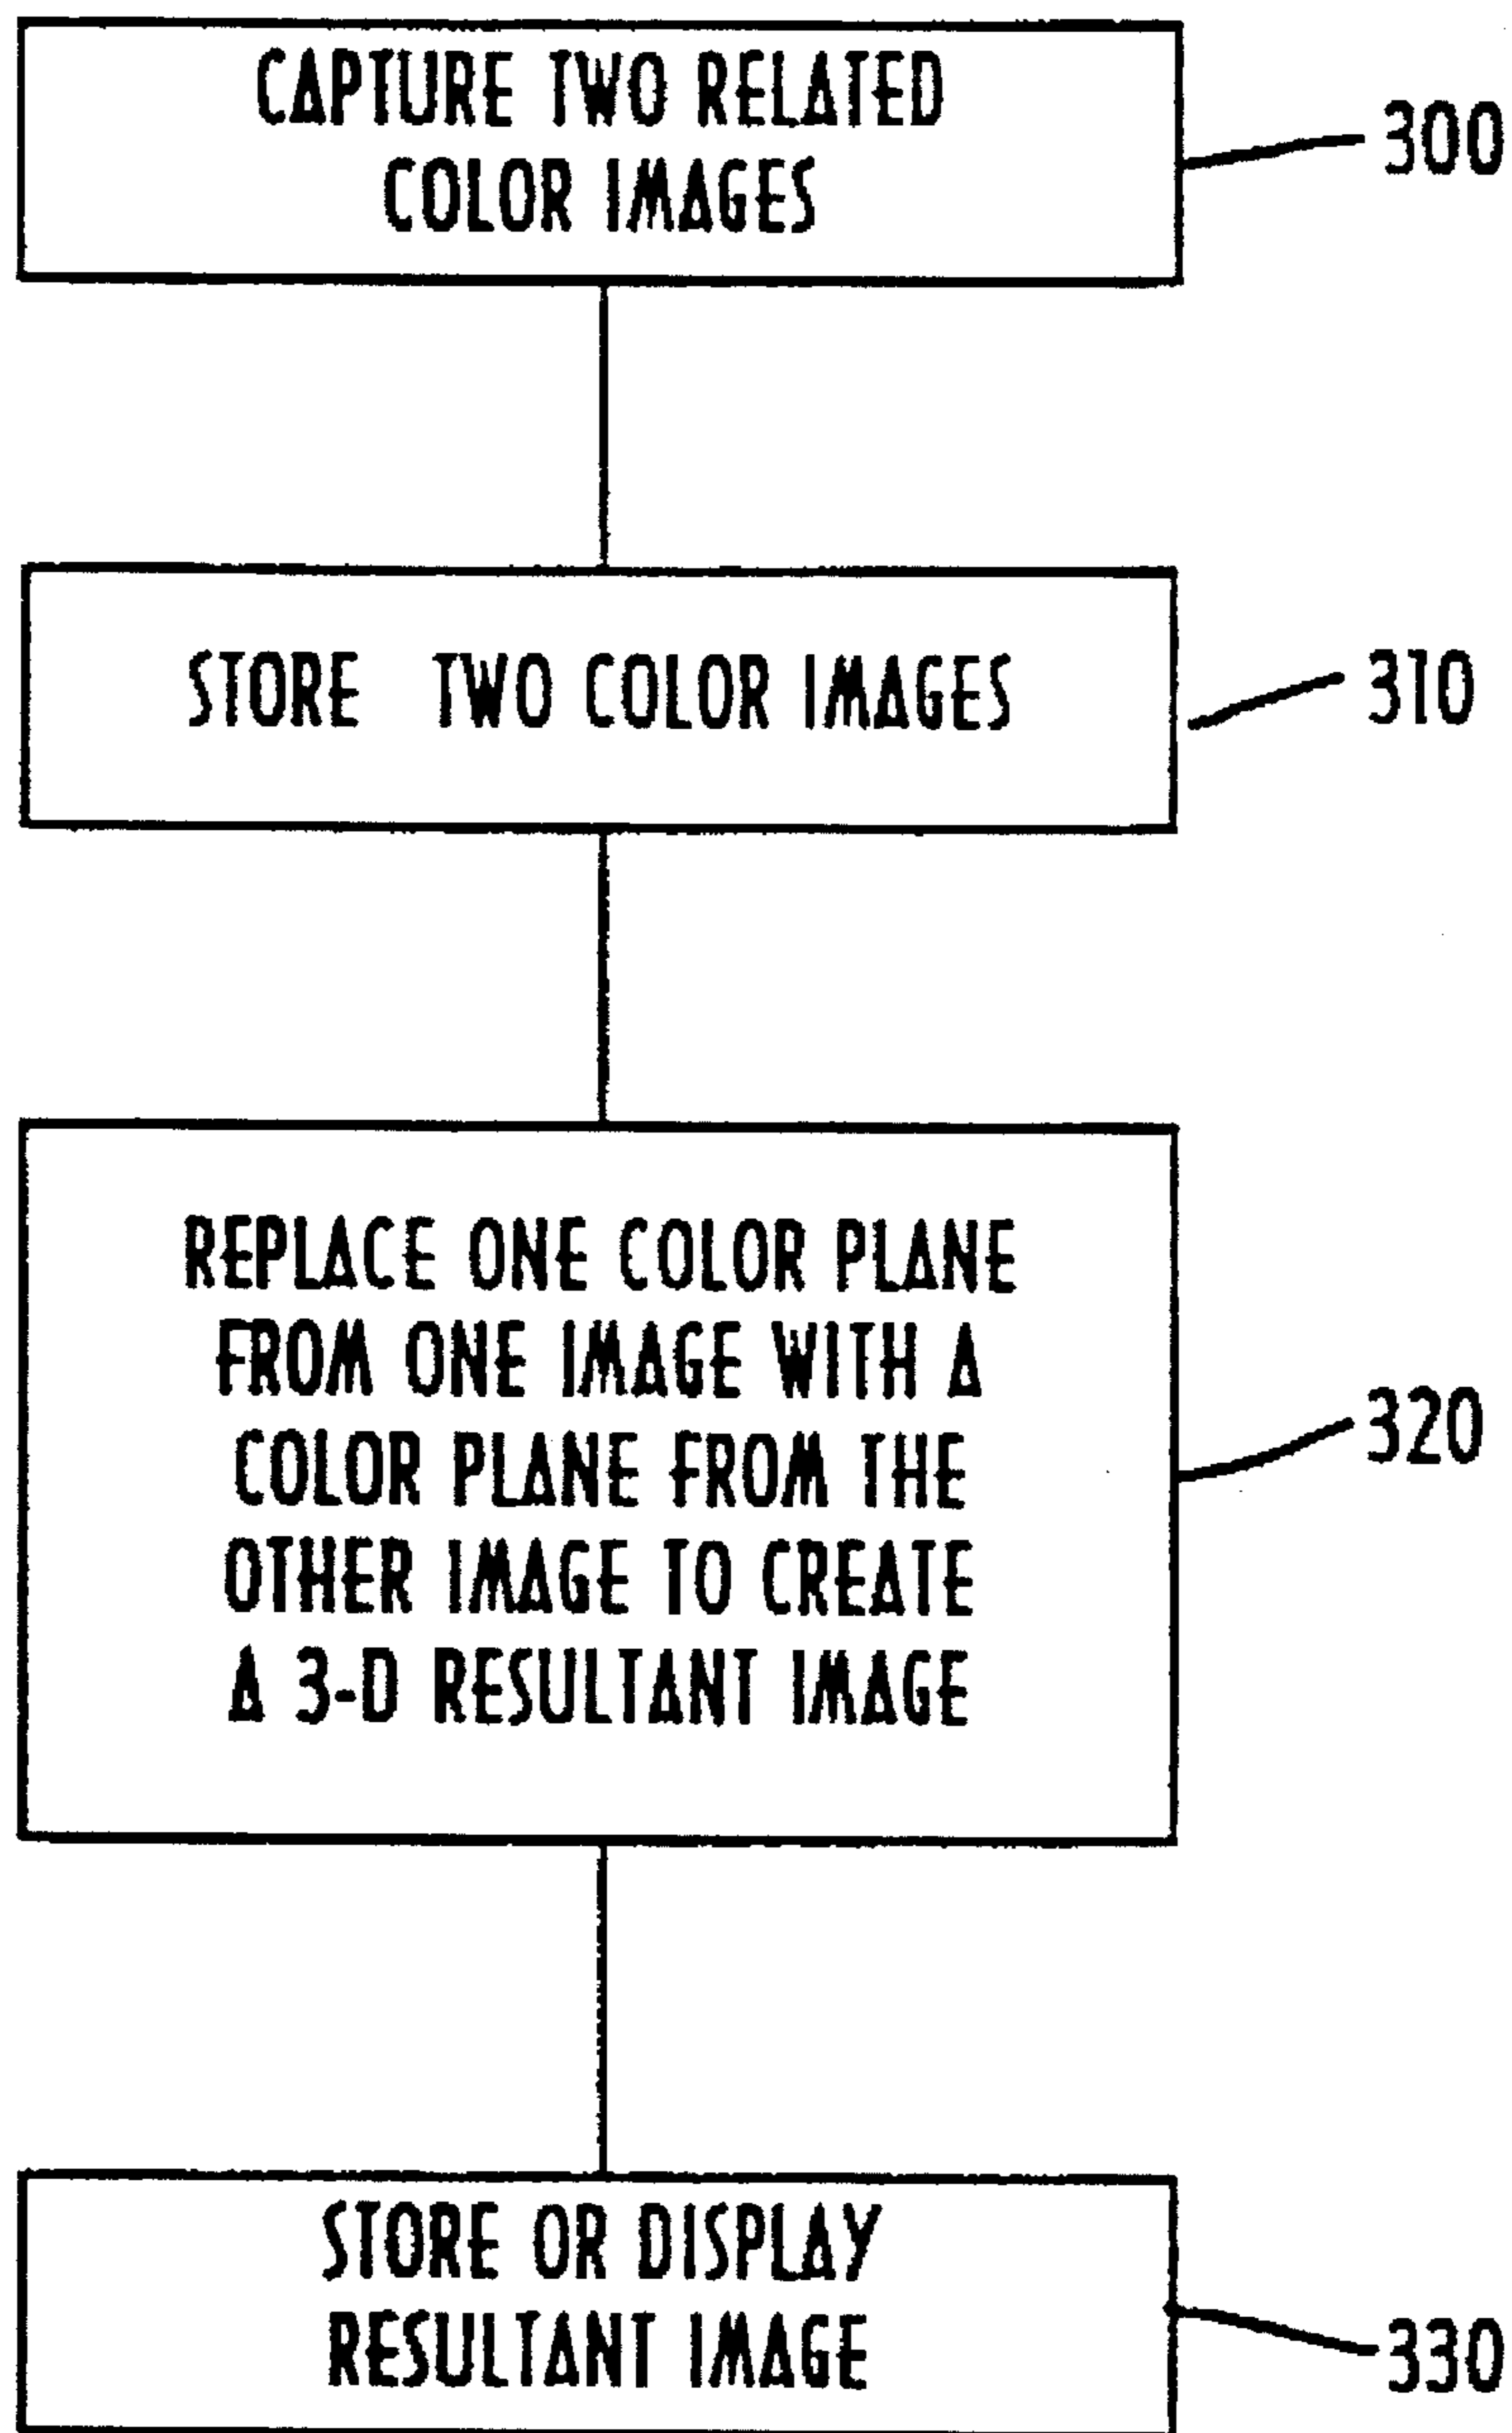 CAPTURE TWO RELATED
COLOR IMAGES
300
STORE TWO COLOR IMAGES
310
REPLACE ONE COLOR PLANE
FROM ONE IMAGE WITH A
COLOR PLANE FROM THE
OTHER IMAGE TO CREATE
A 3-D RESULTANT IMAGE
320
STORE OR DISPLAY
RESULTANT IMAGE
330